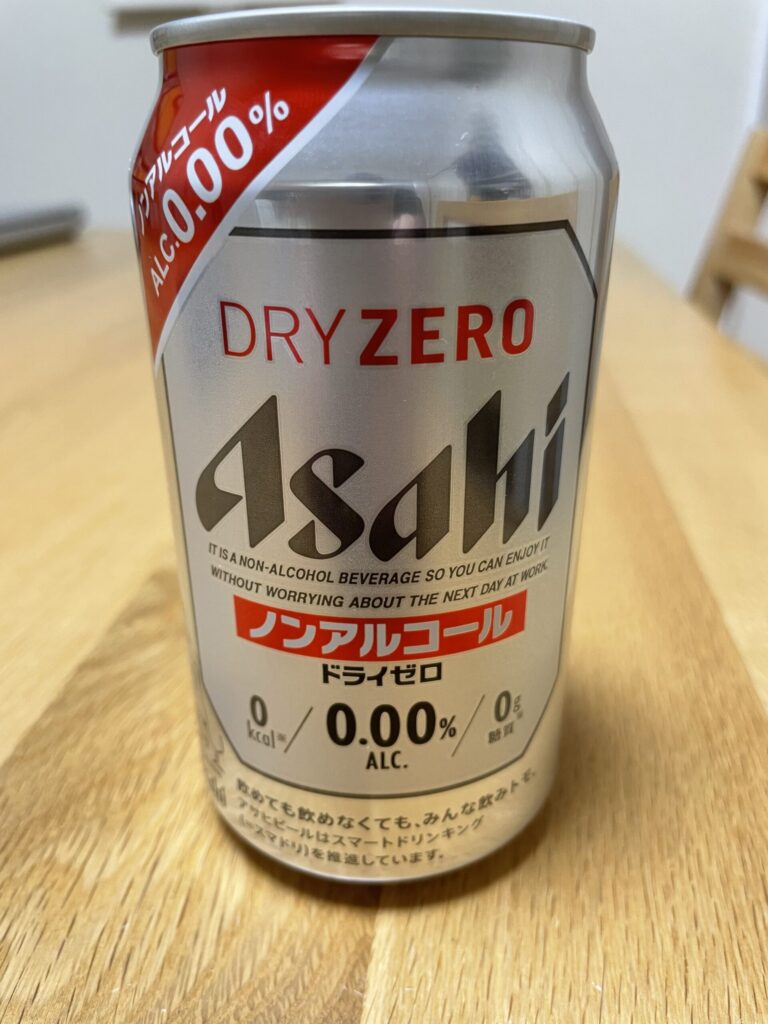 ノンアルコール
ALC.0.00%
DRY ZERO
Asahi
IT IS A NON-ALCOHOL BEVERAGE SO YOU CAN ENJOY IT
WITHOUT WORRYING ABOUT THE NEXT DAY AT WORK.
ノンアルコール
ドライゼロ
0 kcal※ / 0.00% ALC. / 0g 糖質※
飲めても飲めなくても、みんな飲みトモ。
アサヒビールはスマートドリンキング
(=スマドリ)を推進しています。